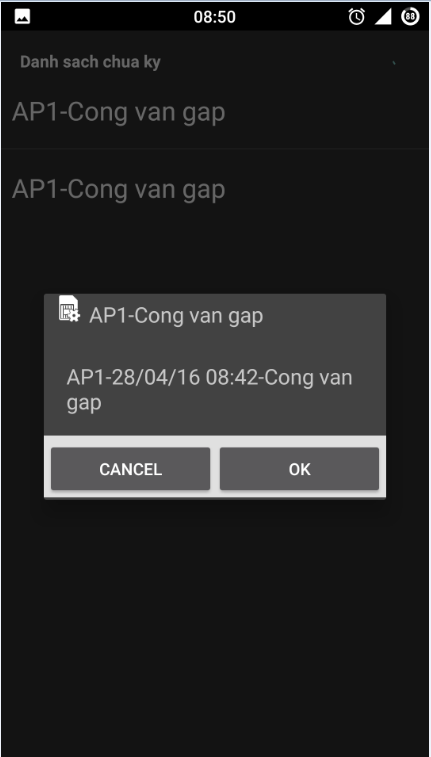 08:50
88
Danh sach chua ky
AP1-Cong van gap
AP1-Cong van gap
AP1-Cong van gap
AP1-28/04/16 08:42-Cong van
gap
CANCEL
OK